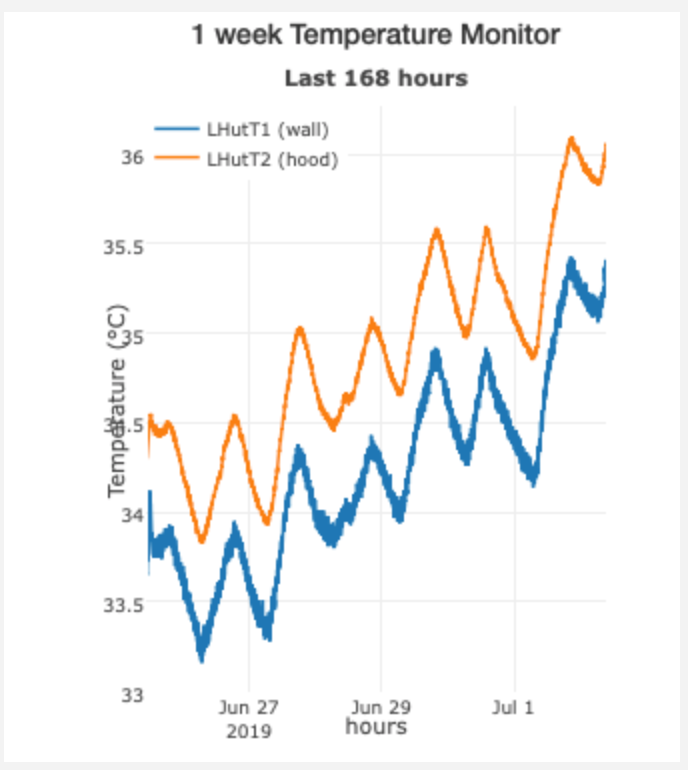 1 week Temperature Monitor
Last 168 hours
LHutT1 (wall)
LHutT2 (hood)
Temperature (°C)
36
35.5
35
34.5
34
33.5
33
Jun 27
2019
Jun 29
Jul 1
hours